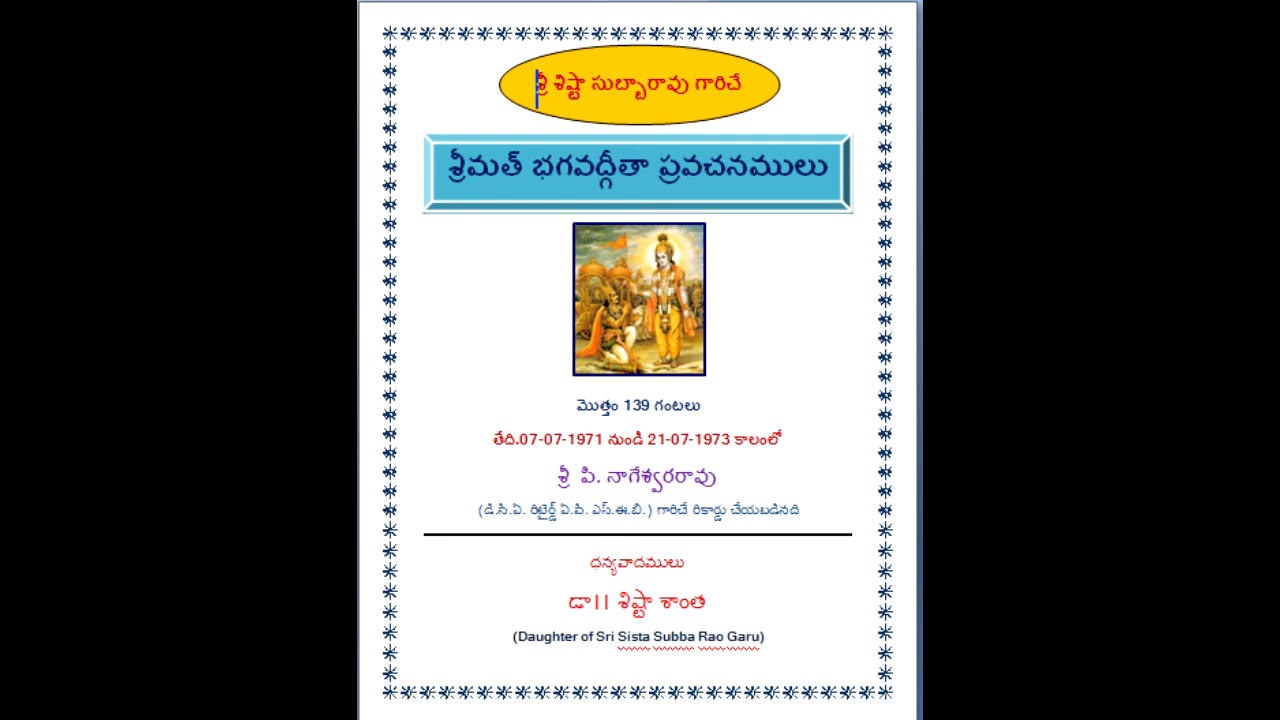 శ్రీ శిష్టా సుబ్బారావు గారిచే
శ్రీమత్ భగవద్గీతా ప్రవచనములు
మొత్తం 139 గంటలు
తేది.07-07-1971 నుండి 21-07-1973 కాలంలో
శ్రీ పి. నాగేశ్వరరావు
(డి.సి.ఏ. రిటైర్డ్ ఏ.పి. ఎస్.ఈ.బి.) గారిచే రికార్డు చేయబడినది
ధన్యవాదములు
డా|| శిష్టా శాంత
(Daughter of Sri Sista Subba Rao Garu)